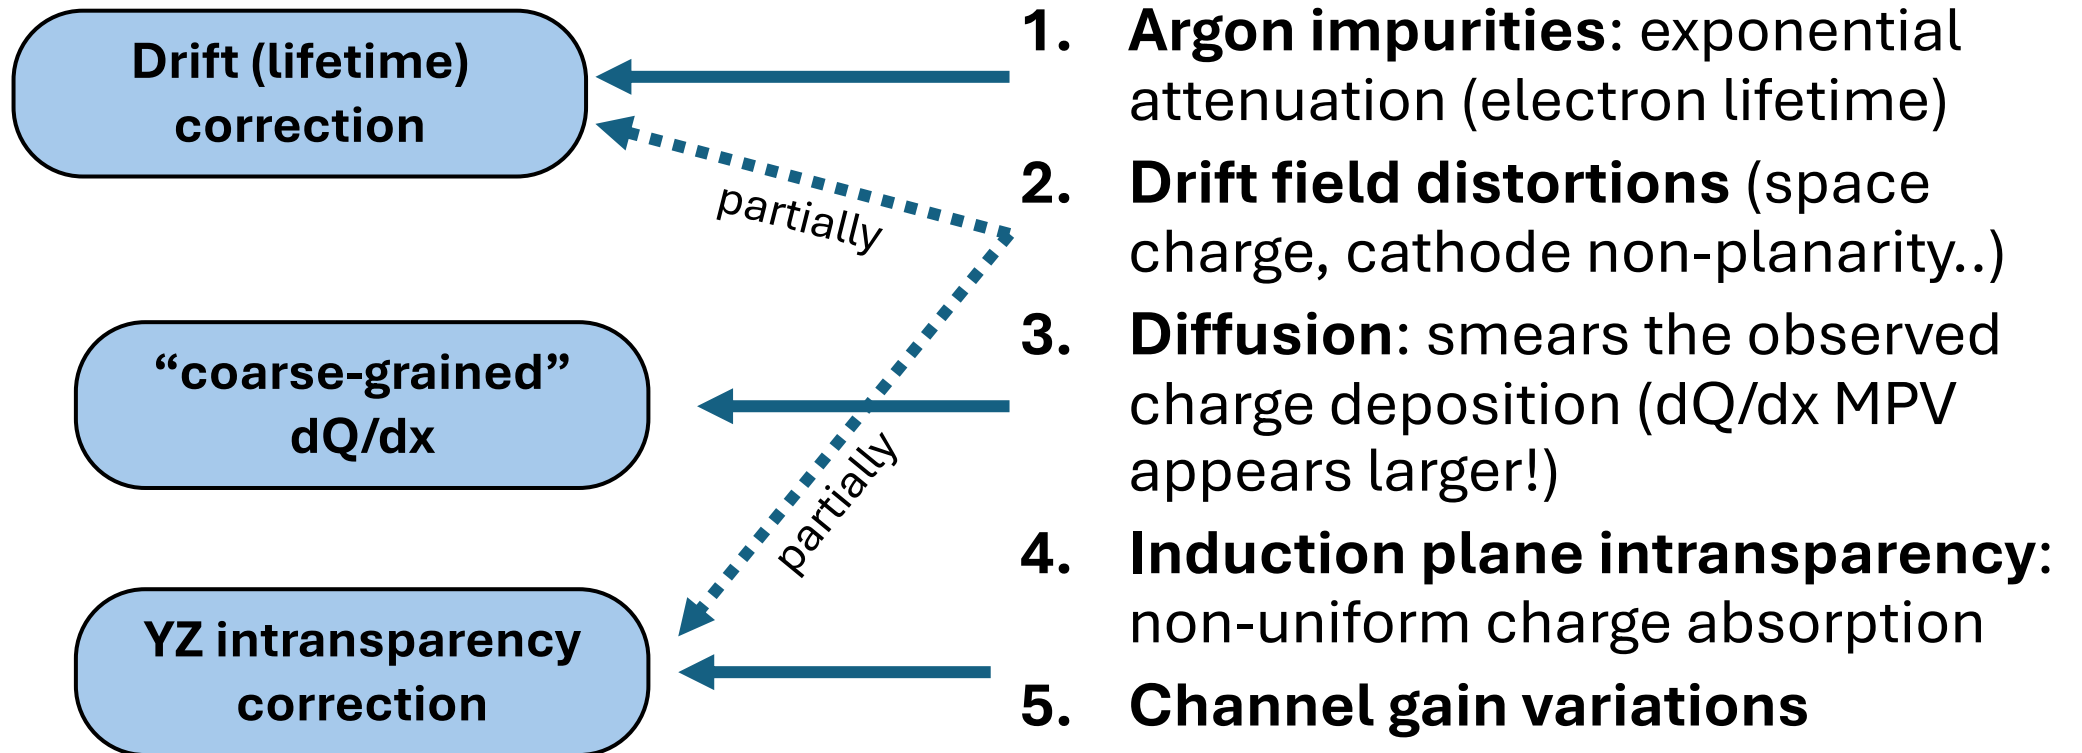 Drift (lifetime)
correction
partially
“coarse-grained”
dQ/dx
partially
YZ intransparency
correction
1. Argon impurities: exponential
attenuation (electron lifetime)
2. Drift field distortions (space
charge, cathode non-planarity..)
3. Diffusion: smears the observed
charge deposition (dQ/dx MPV
appears larger!)
4. Induction plane intransparency:
non-uniform charge absorption
5. Channel gain variations